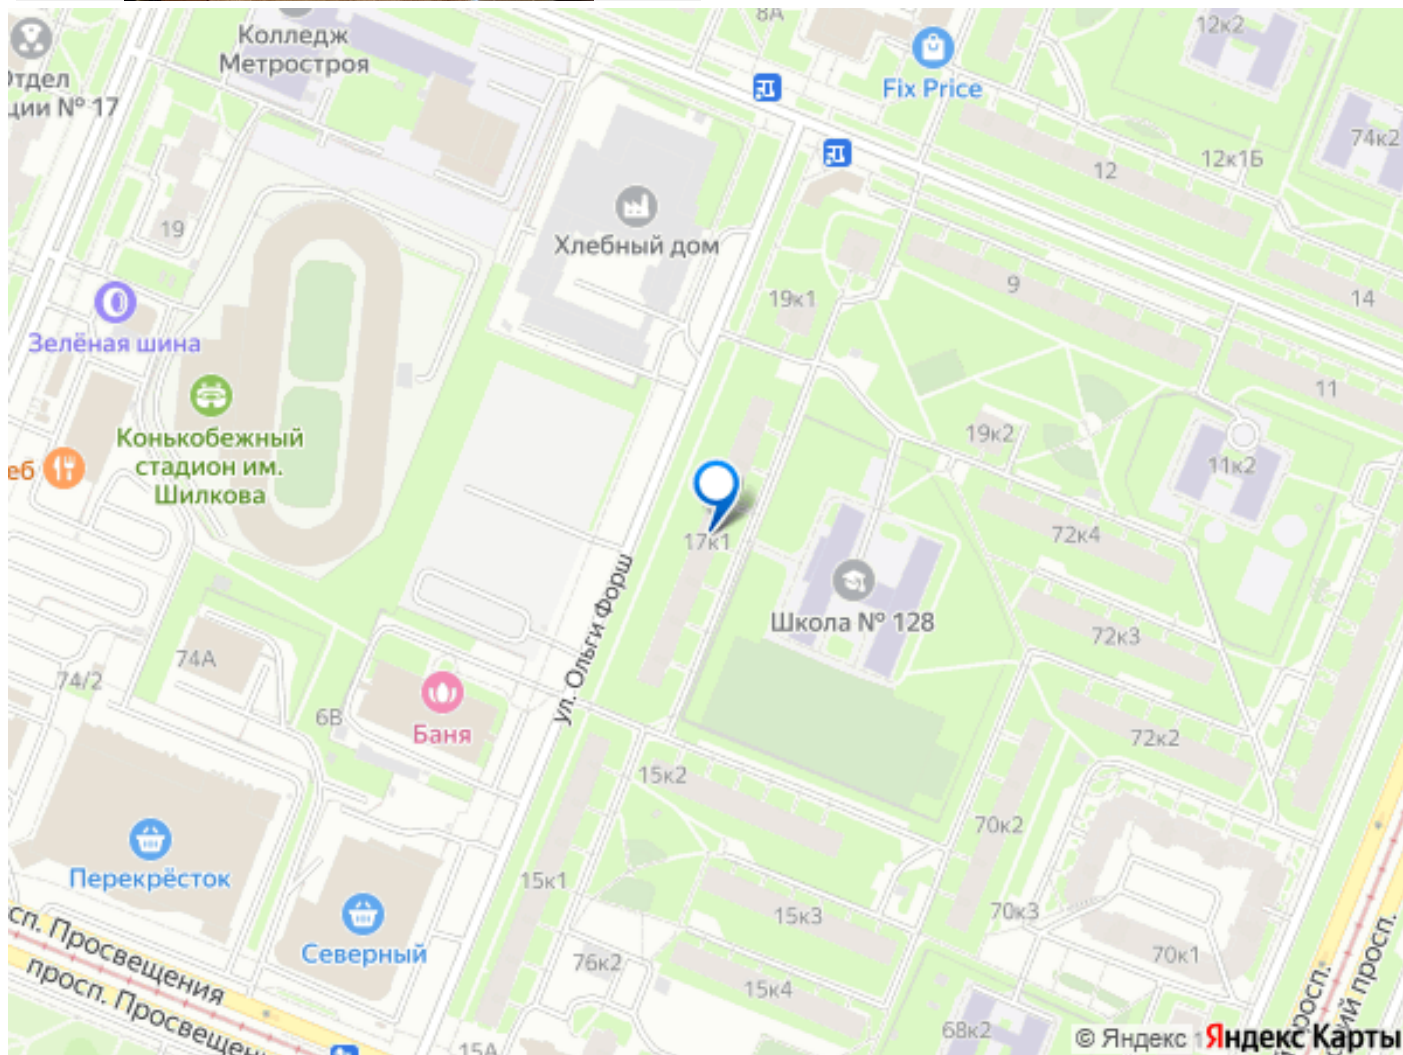 8А
12к2
Колледж
Метростроя
Отдел
ции № 17
Fix Price
74к2
12
12к1Б
19
Хлебный дом
19к1
9
14
Зелёная шина
11
Конькобежный
стадион им.
Шилкова
19к2
11к2
еб
17к1
72к4
ул. Ольги Форш
Школа № 128
72к3
74А
74/2
6В
Баня
72к2
15к2
70к2
Перекрёсток
15к1
15к3
70к3
сп. Просвещения
Северный
76к2
70к1
просп. Просвещен
15к4
68к2
15А
просп.
ий просп.
© Яндекс
Яндекс Карты